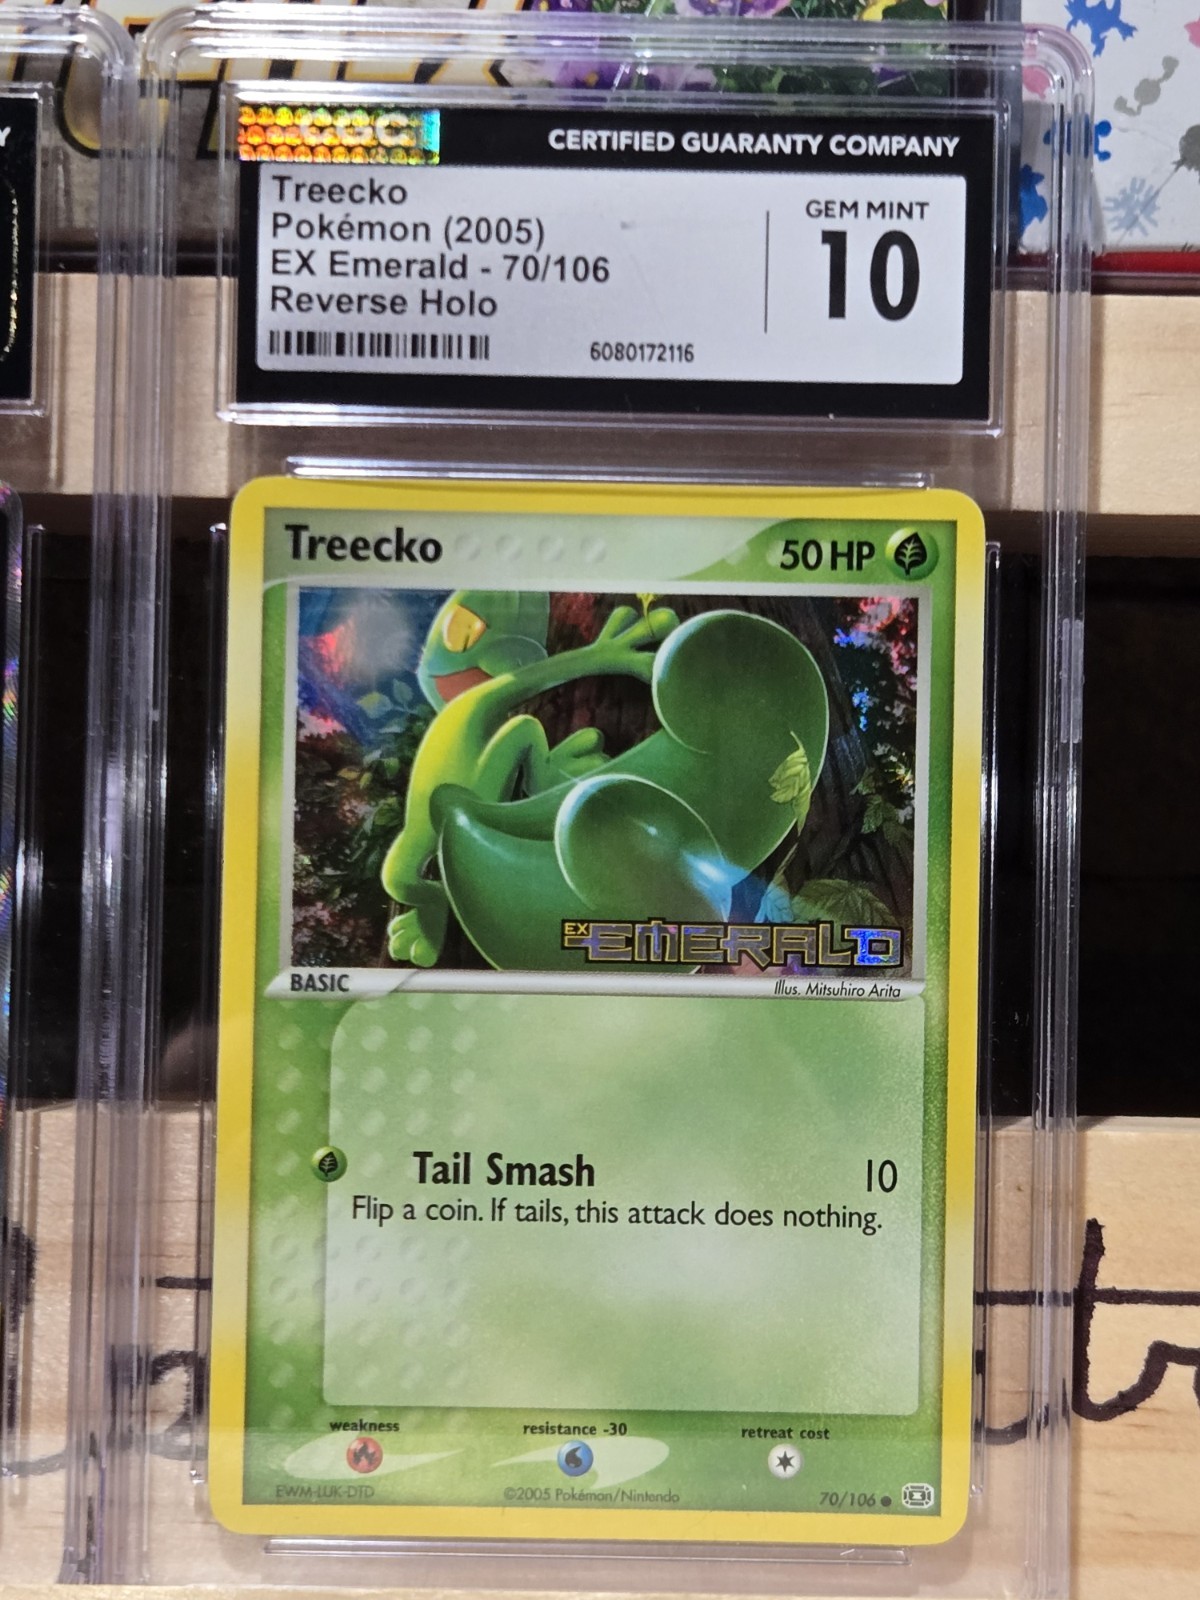 CGC
CERTIFIED GUARANTY COMPANY
Treecko
Pokémon (2005)
EX Emerald - 70/106
Reverse Holo
GEM MINT
10
6080172116
Treecko
50 HP
EX EMERALD
BASIC
Illus. Mitsuhiro Arita
Tail Smash 10
Flip a coin. If tails, this attack does nothing.
weakness
resistance -30
retreat cost
EWM-LUK-DTD
©2005 Pokémon/Nintendo
70/106